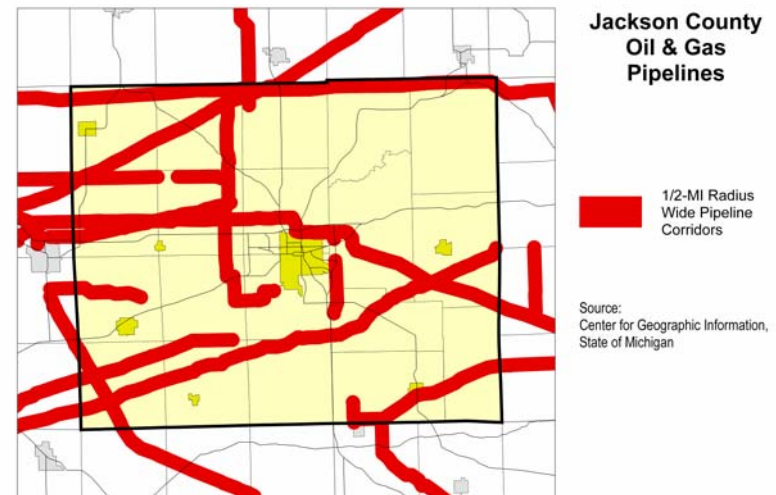 Jackson County
Oil & Gas
Pipelines
1/2-MI Radius
Wide Pipeline
Corridors
Source:
Center for Geographic Information,
State of Michigan